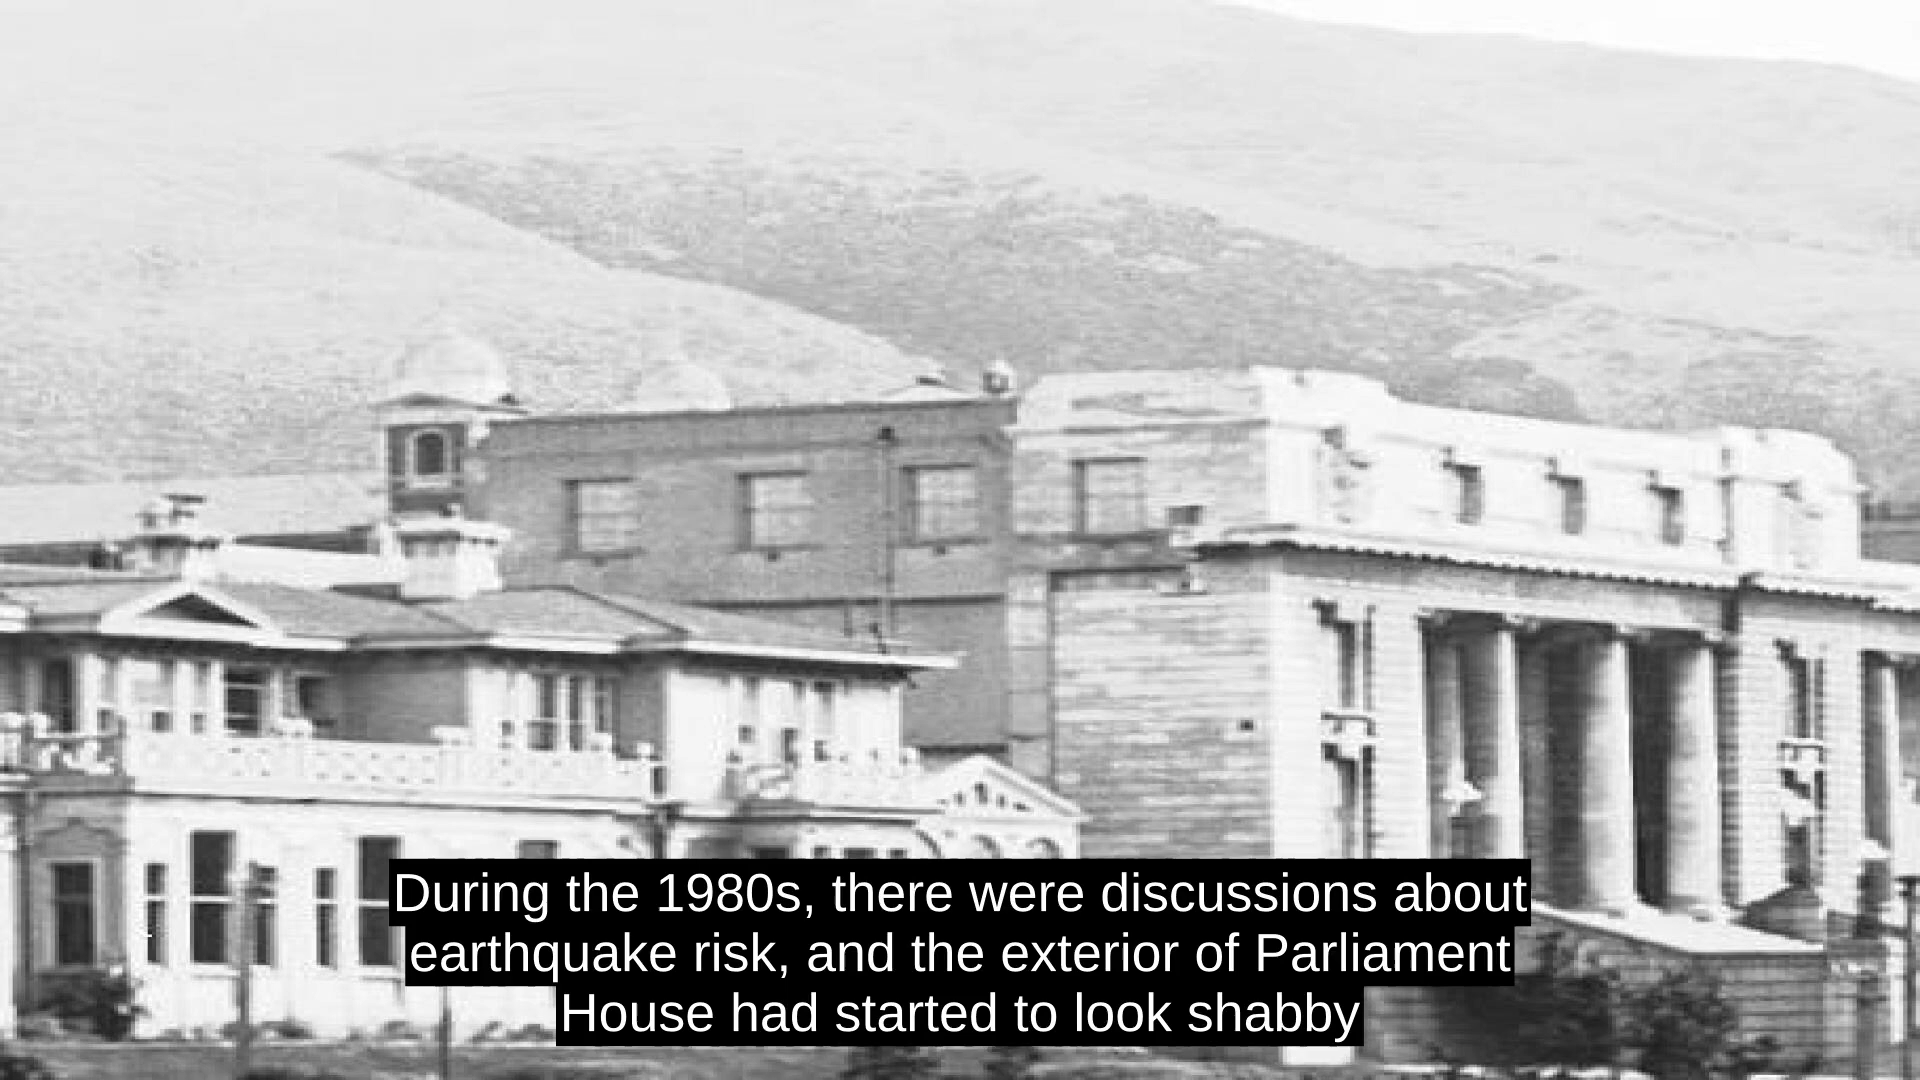 During the 1980s, there were discussions about
earthquake risk, and the exterior of Parliament
House had started to look shabby